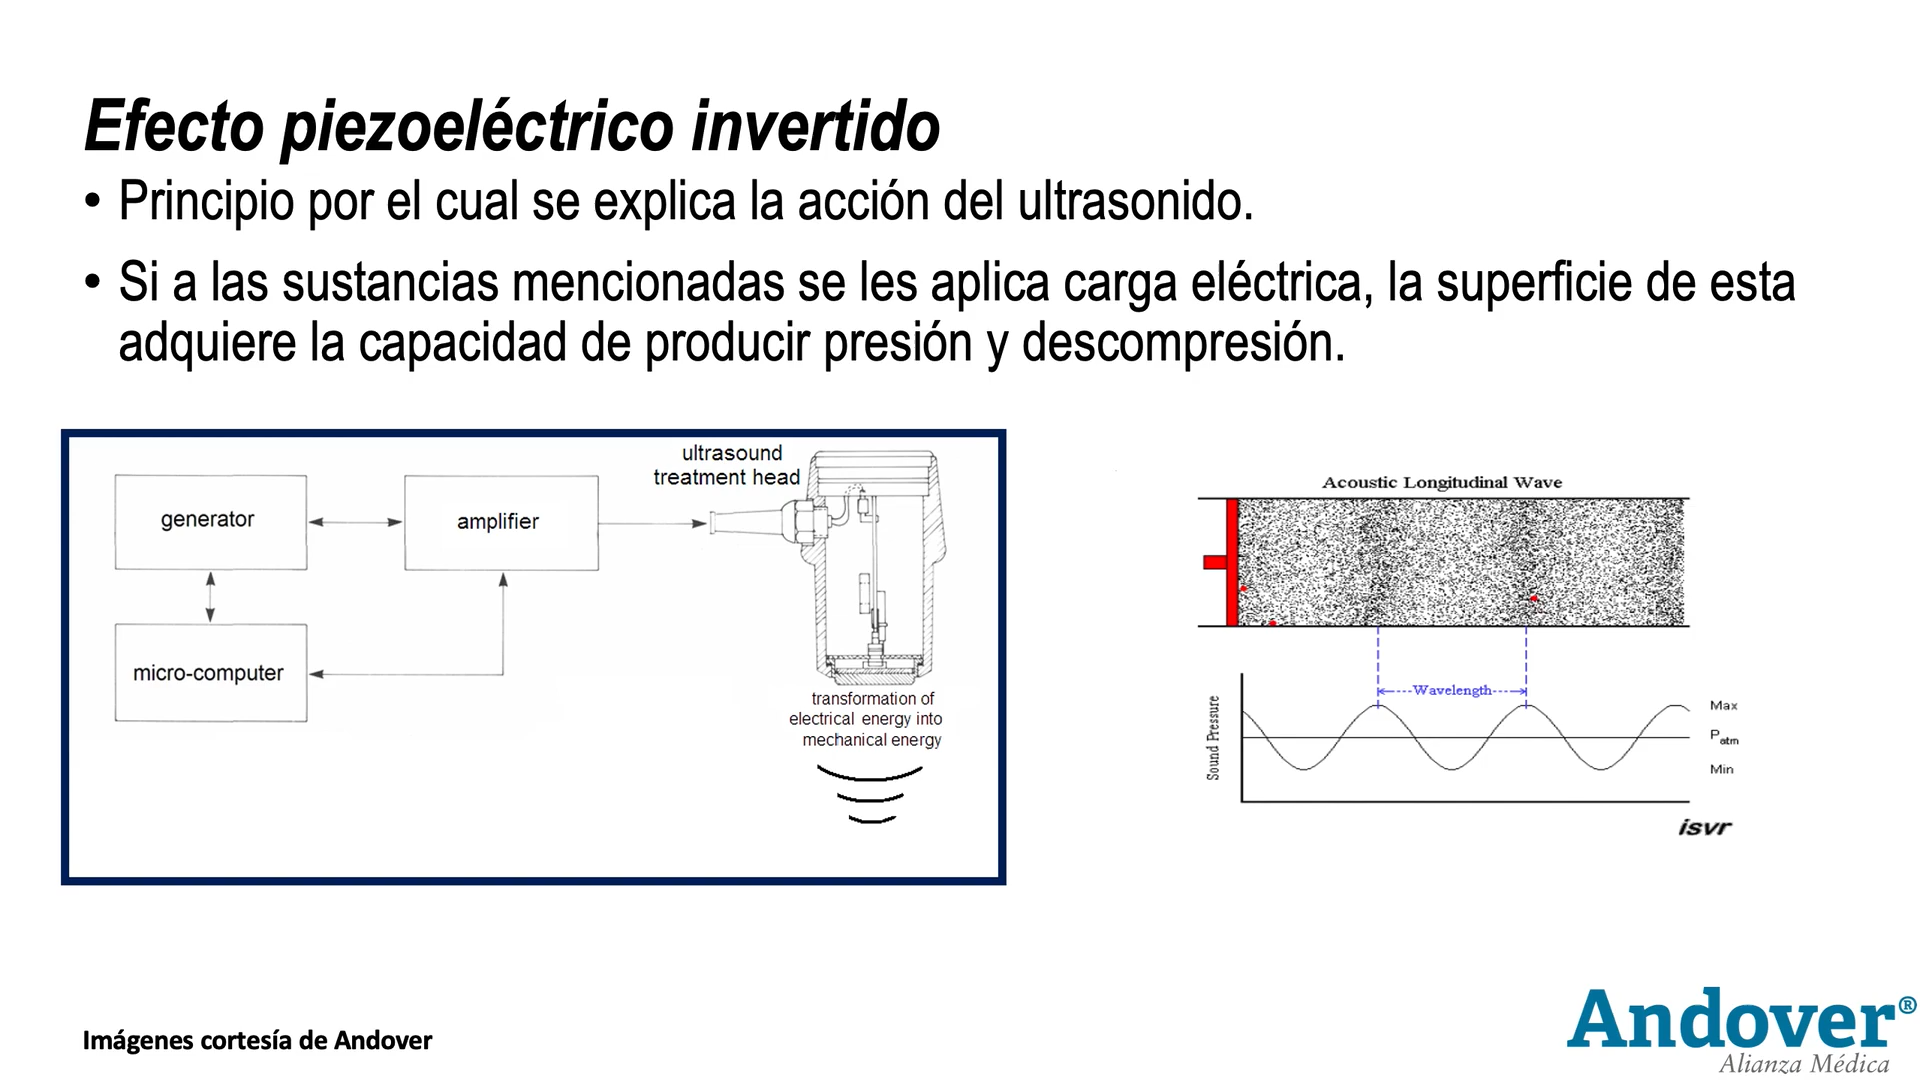 Efecto piezoeléctrico invertido
• Principio por el cual se explica la acción del ultrasonido.
• Si a las sustancias mencionadas se les aplica carga eléctrica, la superficie de esta
adquiere la capacidad de producir presión y descompresión.
ultrasound
treatment head
generator
amplifier
micro-computer
transformation of
electrical energy into
mechanical energy
Acoustic Longitudinal Wave
Wavelength
Sound Pressure
Max
Patm
Min
isvr
Imágenes cortesía de Andover
Andover®
Alianza Médica